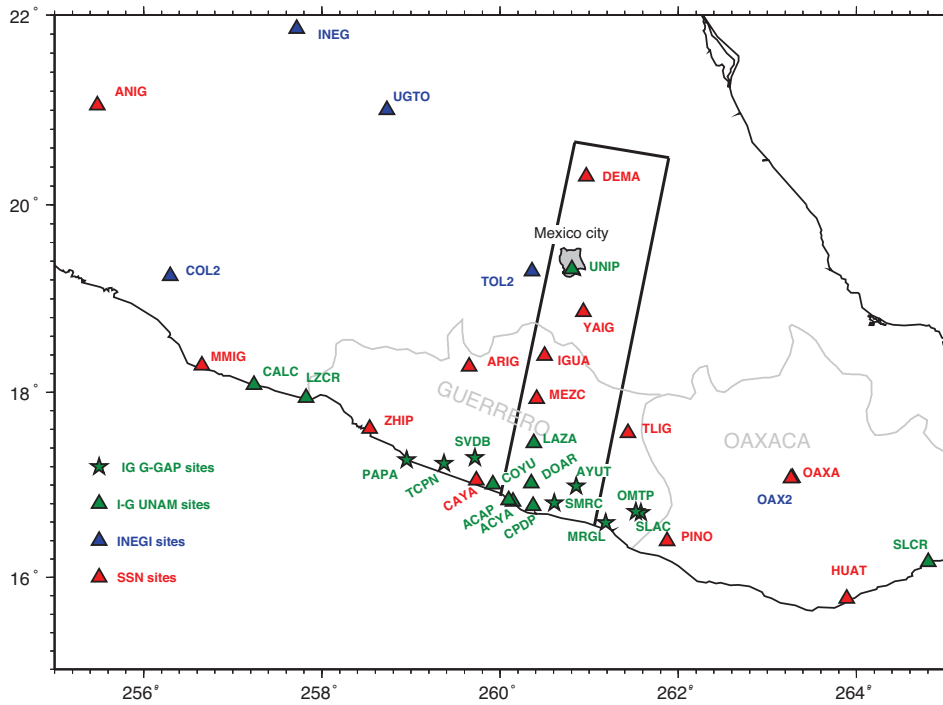 22°
INEG
ANIG
UGTO
20°
DEMA
Mexico city
UNIP
COL2
TOL2
YAIG
MMIG
ARIG
IGUA
CALC
LZCR
18°
MEZC
GUERRERO
ZHIP
TLIG
SVDB
LAZA
OAXACA
IG G-GAP sites
PAPA
TCPN
COYU
DOAR
AYUT
OAXA
CAYA
OMTP
OAX2
I-G UNAM sites
ACAP
ACYA
CPDP
SMRC
SLAC
MRGL
PINO
INEGI sites
SLCR
16°
SSN sites
HUAT
256°
258°
260°
262°
264°